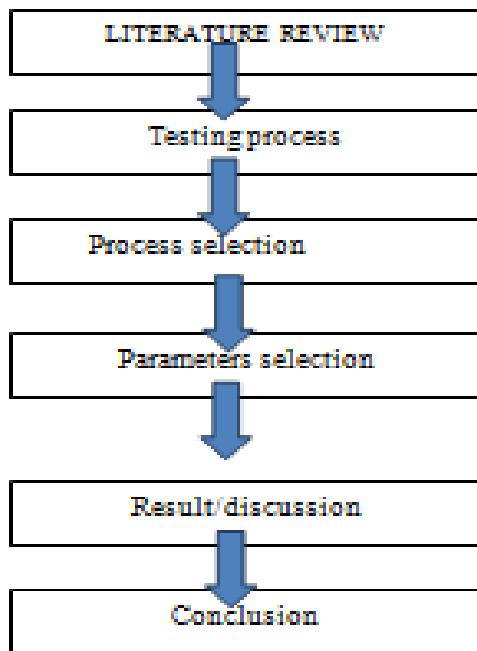 LITERATURE REVIEW
Testing process
Process selection
Parameters selection
Result/discussion
Conclusion